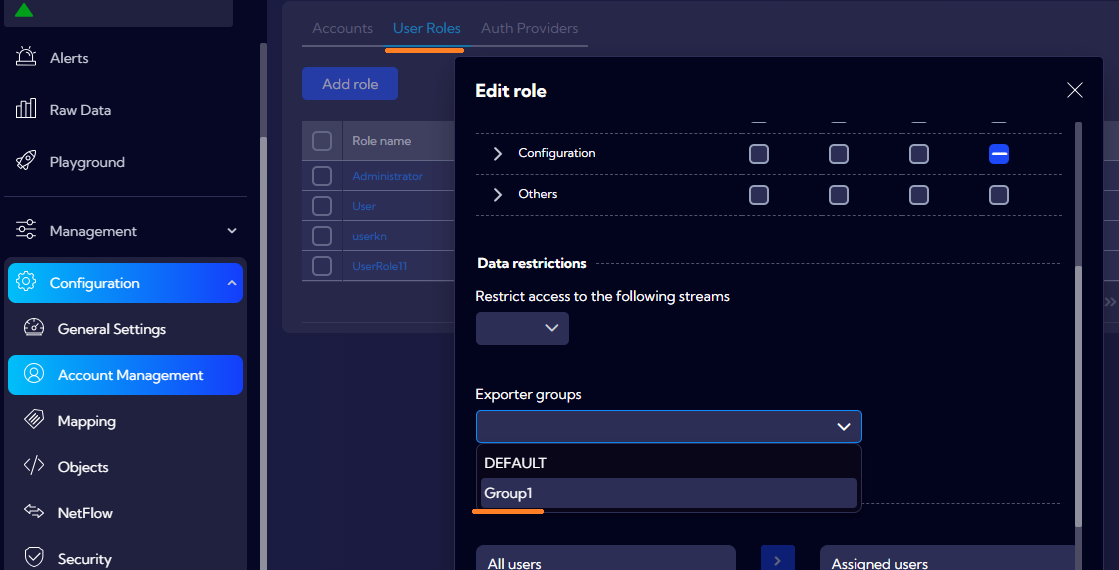 Accounts
User Roles
Auth Providers
Alerts
Raw Data
Playground
Management
Configuration
General Settings
Account Management
Mapping
Objects
NetFlow
Security
Add role
Role name
Administrator
User
userkn
UserRole11
Edit role
Configuration
Others
Data restrictions
Restrict access to the following streams
Exporter groups
DEFAULT
Group1
All users
Assigned users